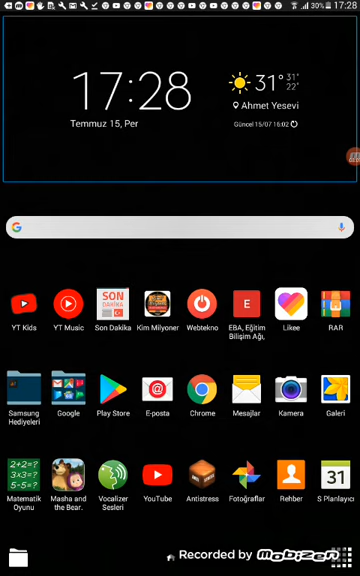 30% 17:28
17:28
Temmuz 15, Per
31°
31°
22°
Ahmet Yesevi
Güncel 15/07 16:02
G
YT Kids
YT Music
SON DAKİKA
Son Dakika
Kim Milyoner
Webtekno
E
EBA, Eğitim Bilişim Ağı,
Likee
RAR
Samsung Hediyeleri
Google
Play Store
E-posta
Chrome
Mesajlar
Kamera
Galeri
2+2=?
3×3=?
5-5=?
Matematik Oyunu
Masha and the Bear.
Vocalizer Sesleri
YouTube
Antistress
Fotoğraflar
Rehber
31
S Planlayıcı
Recorded by Mobizen